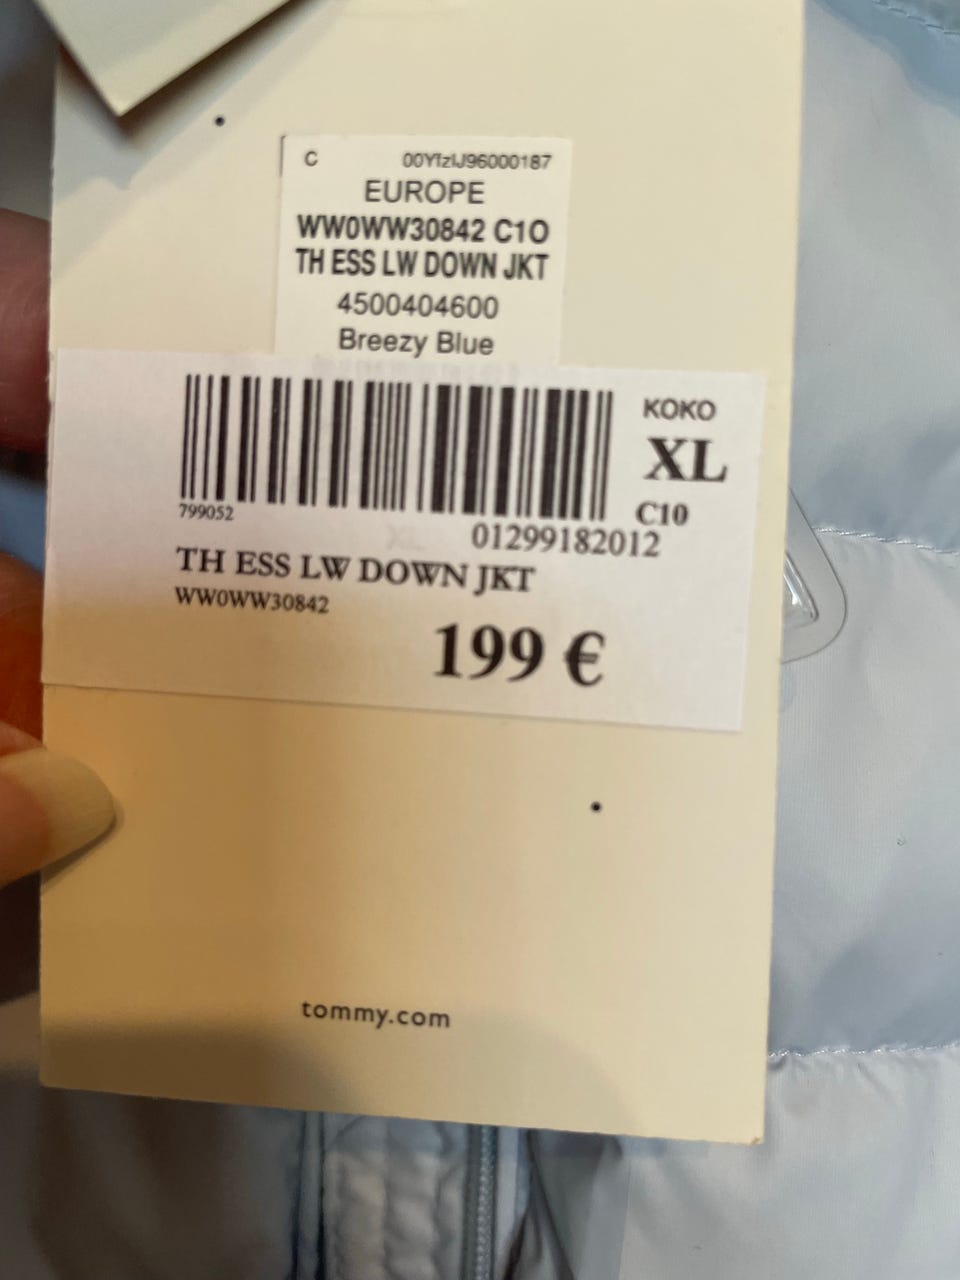 C 00YIzIJ96000187
EUROPE
WW0WW30842 C1O
TH ESS LW DOWN JKT
4500404600
Breezy Blue
KOKO
XL
C10
799052
01299182012
TH ESS LW DOWN JKT
WW0WW30842
199 €
tommy.com